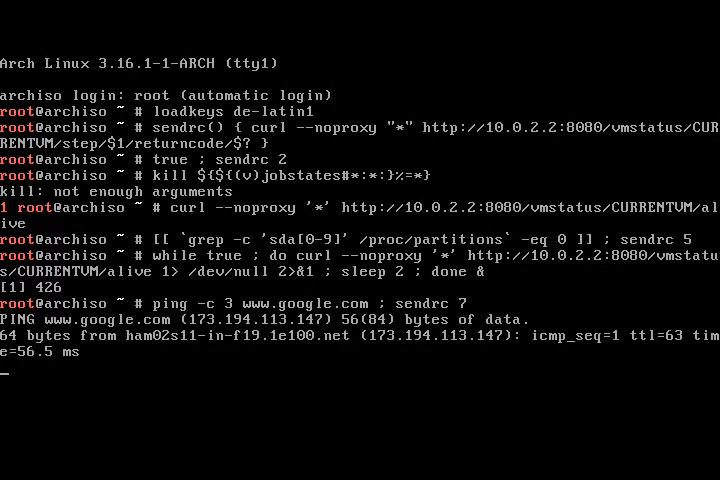 Arch Linux 3.16.1-1-ARCH (tty1)
archiso login: root (automatic login)
root@archiso ~ # loadkeys de-latin1
root@archiso ~ # sendrc() { curl --noproxy "*" http://10.0.2.2:8080/vmstatus/CUR
RENTVM/step/$1/returncode/$? }
root@archiso ~ # true ; sendrc 2
root@archiso ~ # kill ${${(v)jobstates#*:*:}%=*}
kill: not enough arguments
1 root@archiso ~ # curl --noproxy '*' http://10.0.2.2:8080/vmstatus/CURRENTVM/al
ive
root@archiso ~ # [[ `grep -c 'sda[0-9]' /proc/partitions` -eq 0 ]] ; sendrc 5
root@archiso ~ # while true ; do curl --noproxy '*' http://10.0.2.2:8080/vmstatu
s/CURRENTVM/alive 1> /dev/null 2>&1 ; sleep 2 ; done &
[1] 426
root@archiso ~ # ping -c 3 www.google.com ; sendrc 7
PING www.google.com (173.194.113.147) 56(84) bytes of data.
64 bytes from ham02s11-in-f19.1e100.net (173.194.113.147): icmp_seq=1 ttl=63 tim
e=56.5 ms